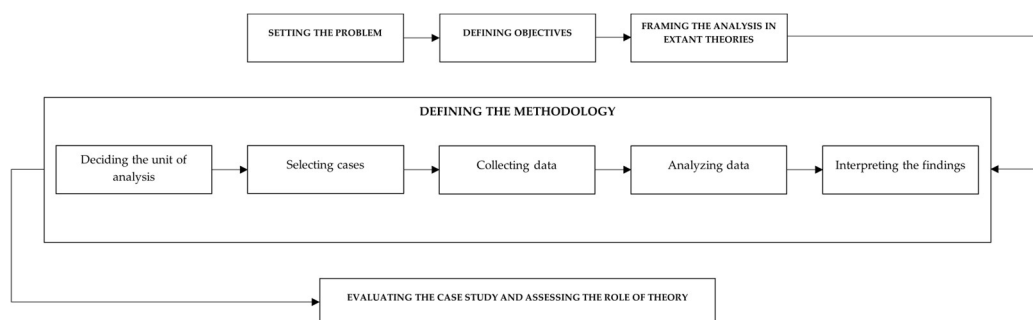 SETTING THE PROBLEM
DEFINING OBJECTIVES
FRAMING THE ANALYSIS IN
EXTANT THEORIES
DEFINING THE METHODOLOGY
Deciding the unit of
analysis
Selecting cases
Collecting data
Analyzing data
Interpreting the findings
EVALUATING THE CASE STUDY AND ASSESSING THE ROLE OF THEORY